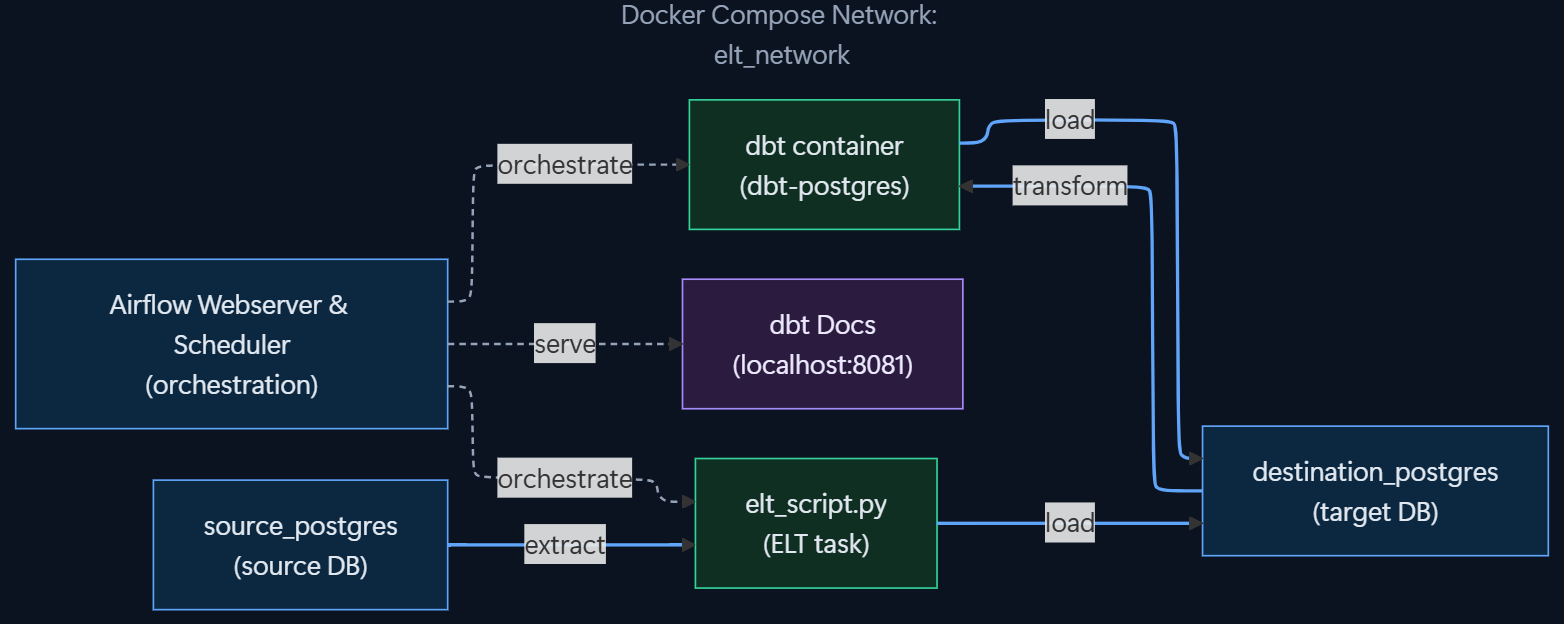 Docker Compose Network:
elt_network
load
dbt container
(dbt-postgres)
orchestrate
transform
Airflow Webserver &
Scheduler
(orchestration)
serve
dbt Docs
(localhost:8081)
orchestrate
elt_script.py
(ELT task)
destination_postgres
(target DB)
source_postgres
(source DB)
extract
load